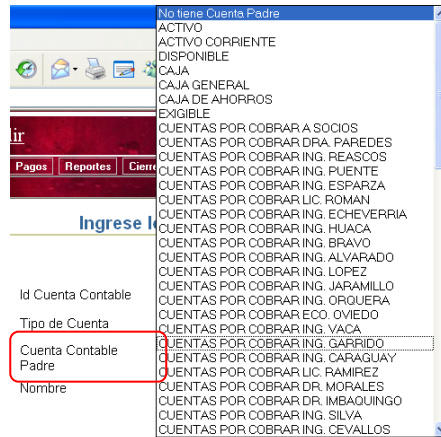 No tiene Cuenta Padre
ACTIVO
ACTIVO CORRIENTE
DISPONIBLE
CAJA
CAJA GENERAL
CAJA DE AHORROS
EXIGIBLE
CUENTAS POR COBRAR A SOCIOS
CUENTAS POR COBRAR DRA. PAREDES
CUENTAS POR COBRAR ING. REASCOS
CUENTAS POR COBRAR ING. PUENTE
CUENTAS POR COBRAR ING. ESPARZA
CUENTAS POR COBRAR LIC. ROMAN
CUENTAS POR COBRAR ING. ECHEVERRIA
CUENTAS POR COBRAR ING. HUACA
CUENTAS POR COBRAR ING. BRAVO
CUENTAS POR COBRAR ING. ALVARADO
CUENTAS POR COBRAR ING. LOPEZ
CUENTAS POR COBRAR ING. JARAMILLO
CUENTAS POR COBRAR ING. ORQUERA
CUENTAS POR COBRAR ECO. OVIEDO
CUENTAS POR COBRAR ING. VACA
CUENTAS POR COBRAR ING. GARRIDO
CUENTAS POR COBRAR ING. CARAGUAY
CUENTAS POR COBRAR LIC. RAMIREZ
CUENTAS POR COBRAR DR. MORALES
CUENTAS POR COBRAR DR. IMBAQUINGO
CUENTAS POR COBRAR ING. SILVA
CUENTAS POR COBRAR ING. CEVALLOS
lir
Pagos Reportes Cierr
Ingrese l
Id Cuenta Contable
Tipo de Cuenta
Cuenta Contable
Padre
Nombre